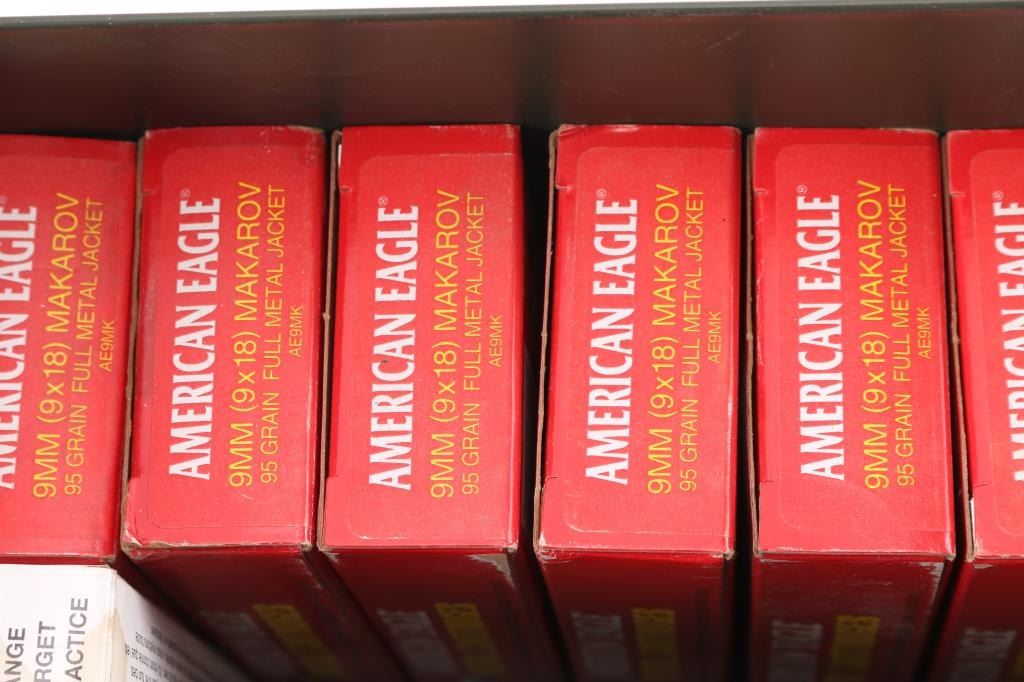 AMERICAN EAGLE
9MM (9x18) MAKAROV
95 GRAIN FULL METAL JACKET
AE9MK
AMERICAN EAGLE®
9MM (9x18) MAKAROV
95 GRAIN FULL METAL JACKET
AE9MK
AMERICAN EAGLE®
9MM (9x18) MAKAROV
95 GRAIN FULL METAL JACKET
AE9MK
AMERICAN EAGLE®
9MM (9x18) MAKAROV
95 GRAIN FULL METAL JACKET
AE9MK
AMERICAN EAGLE®
9MM (9x18) MAKAROV
95 GRAIN FULL METAL JACKET
AE9MK
AMERICAN EAGLE®
ANGE
RGET
ACTICE